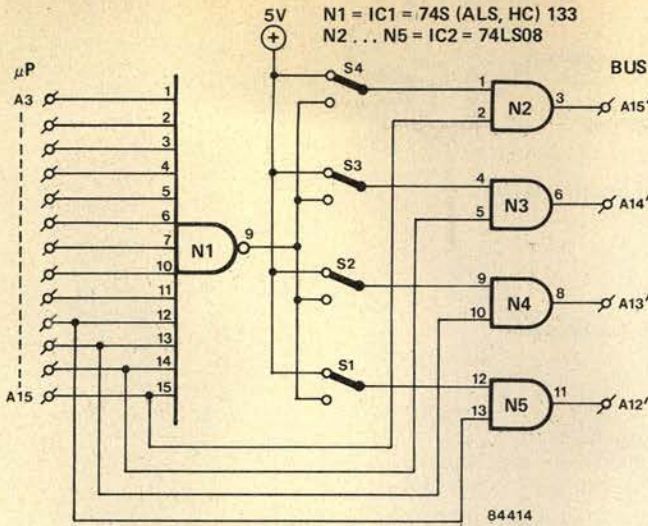 5V
N1 = IC1 = 74S (ALS, HC) 133
N2 ... N5 = IC2 = 74LS08
μP
BUS
A3
1
2
3
4
5
6
7
10
11
12
13
14
15
A15
N1
9
S4
S3
S2
S1
1
2
N2
3
A15'
4
5
N3
6
A14'
9
10
N4
8
A13'
12
13
N5
11
A12'
84414